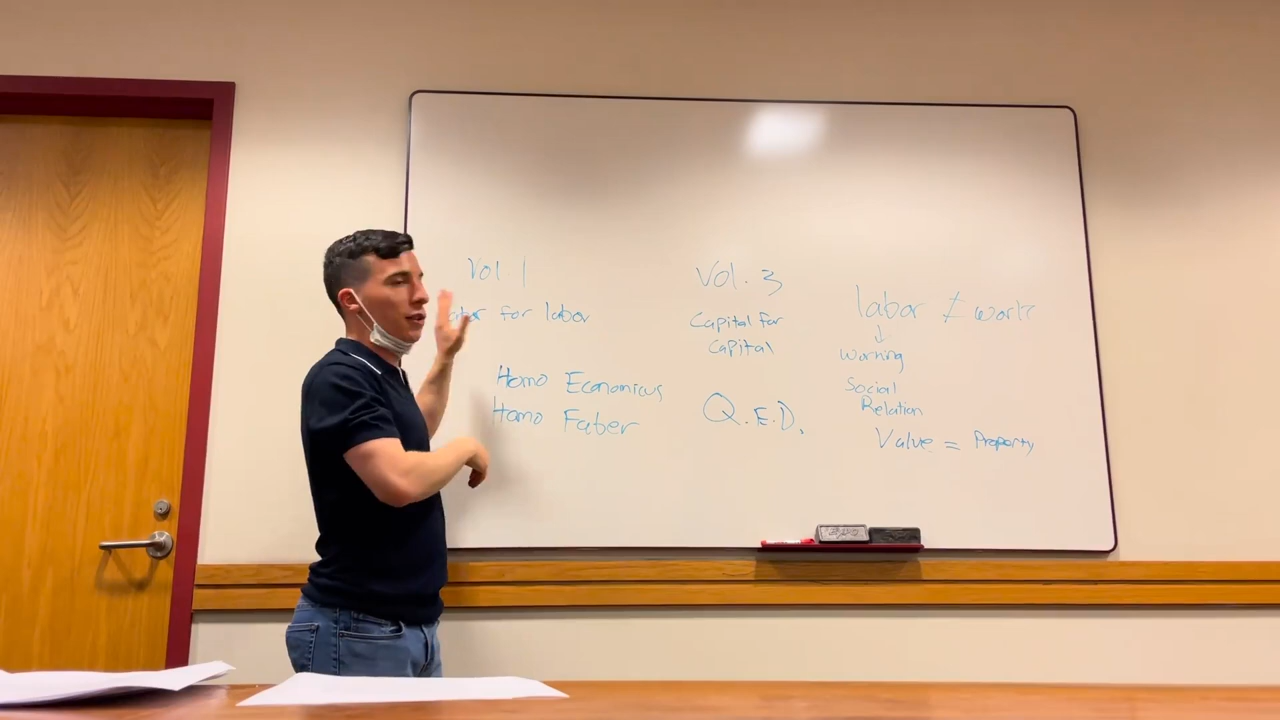 Vol. 1
for labor
Homo Economicus
Homo Faber
Vol. 3
Capital for
Capital
Q.E.D.
labor ≠ work
↓
Working
Social
Relation
Value = Property